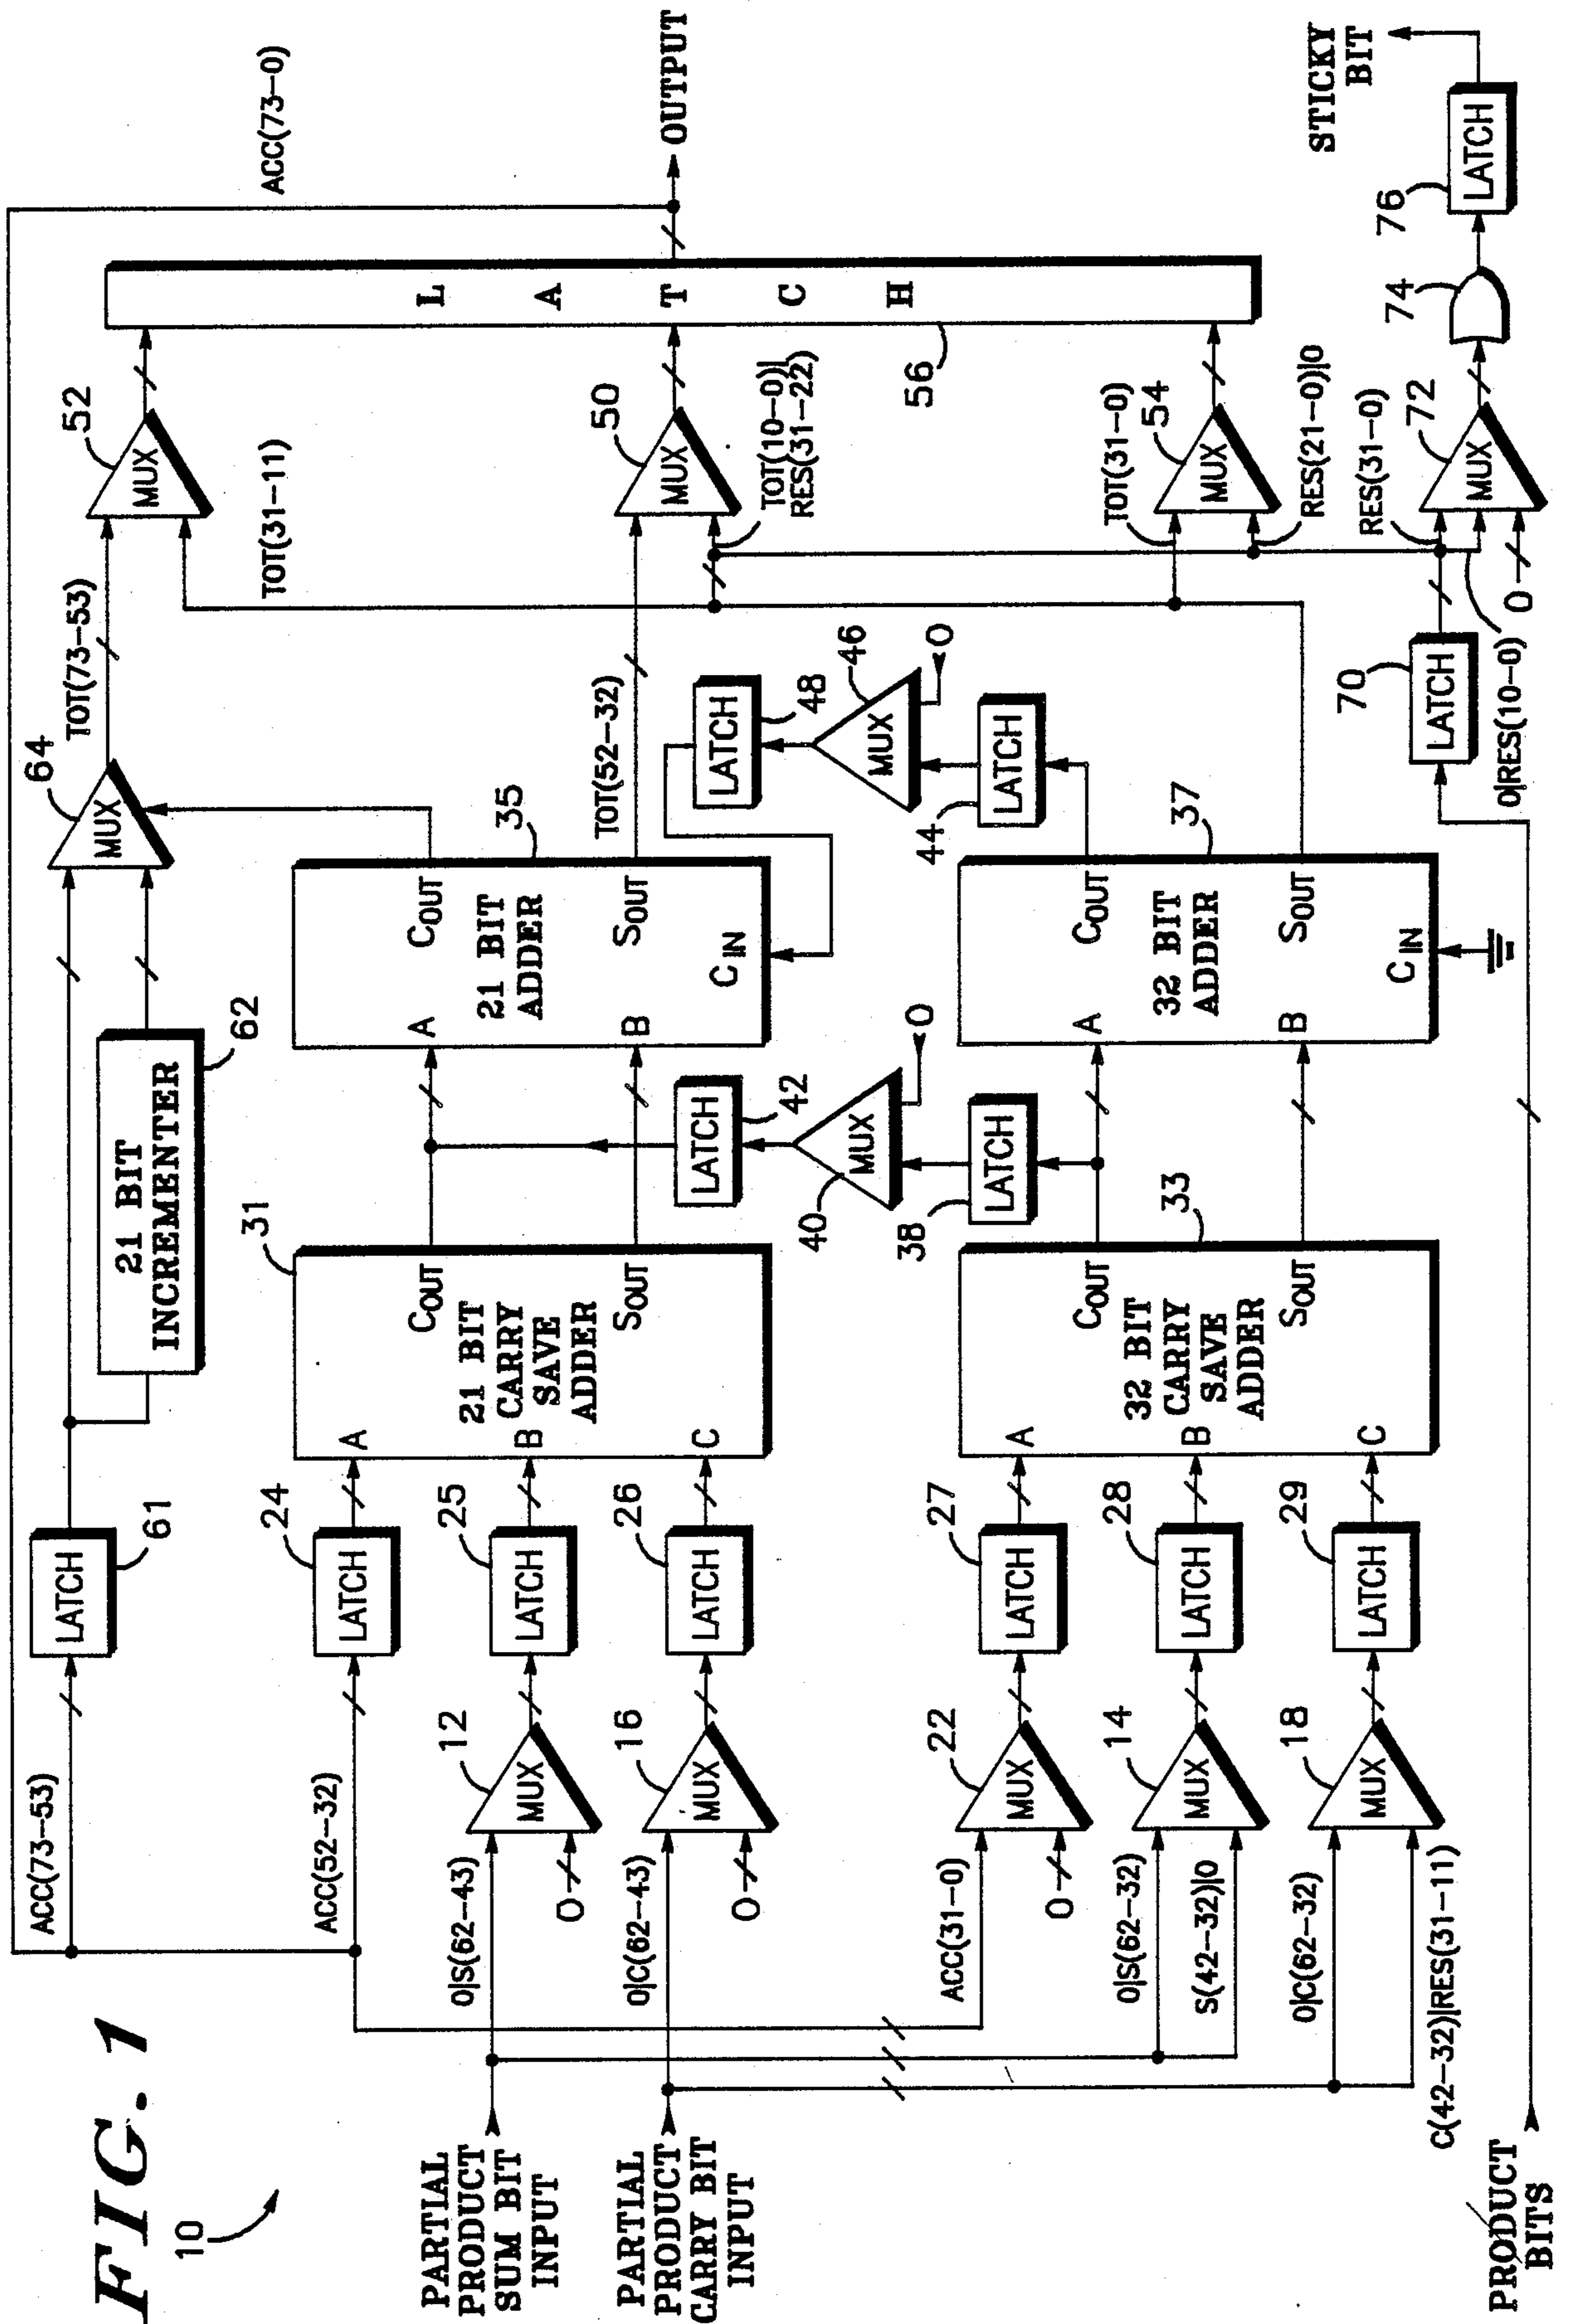 FIG. 1
10
ACC(73-0)
ACC(73-53)
LATCH
61
21 BIT
INCREMENTER
62
64
MUX
TOT(73-53)
52
MUX
TOT(31-11)
ACC(52-32)
24
LATCH
31
A
B
C
COUT
SOUT
21 BIT
CARRY
SAVE
ADDER
35
A
B
COUT
SOUT
CIN
21 BIT
ADDER
PARTIAL
PRODUCT
SUM BIT
INPUT
0|S(62-43)
0
12
MUX
25
LATCH
PARTIAL
PRODUCT
CARRY BIT
INPUT
0|C(62-43)
0
16
MUX
26
LATCH
TOT(52-32)
50
MUX
TOT(10-0)|
RES(31-22)
LATCH
56
OUTPUT
LATCH
42
MUX
40
0
LATCH
38
LATCH
48
MUX
46
0
LATCH
44
ACC(31-0)
0
22
MUX
27
LATCH
0|S(62-32)
S(42-32)|0
14
MUX
28
LATCH
0|C(62-32)
C(42-32)|RES(31-11)
18
MUX
29
LATCH
33
A
B
C
COUT
SOUT
32 BIT
CARRY
SAVE
ADDER
37
A
B
COUT
SOUT
CIN
32 BIT
ADDER
TOT(31-0)
54
MUX
RES(21-0)|0
PRODUCT
BITS
70
LATCH
RES(31-0)
0|RES(10-0)
0
72
MUX
74
76
LATCH
STICKY
BIT